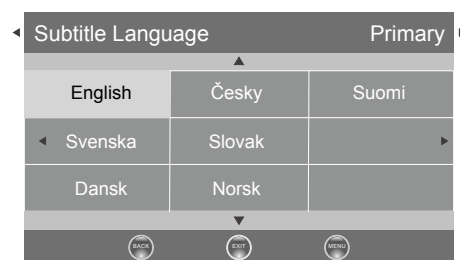 Subtitle Language Primary
English Česky Suomi
Svenska Slovak
Dansk Norsk
BACK EXIT MENU